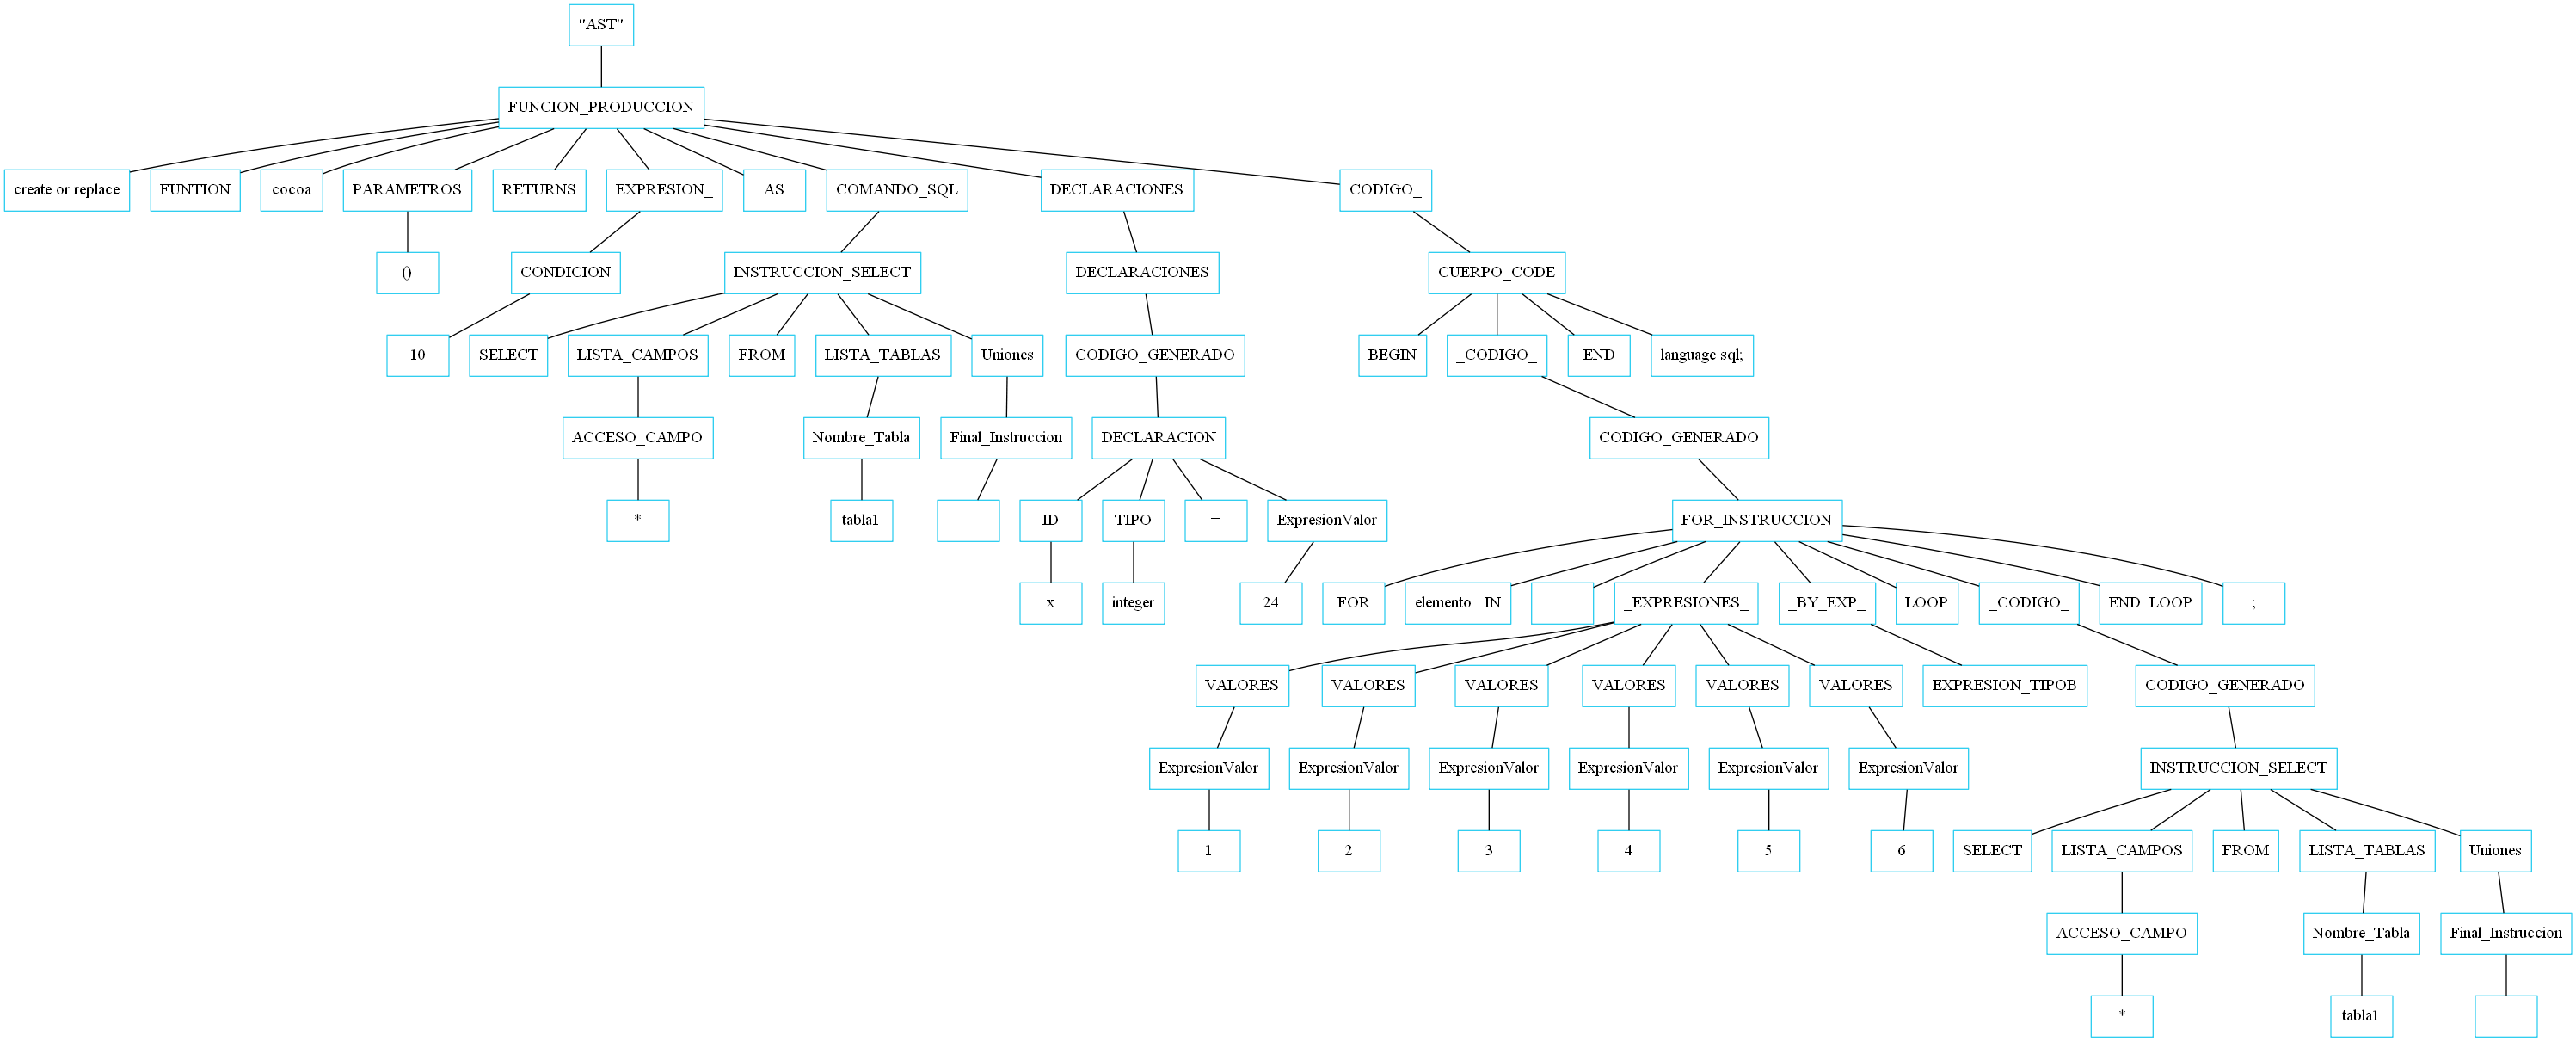 "AST"
FUNCION_PRODUCCION
create or replace
FUNTION
cocoa
PARAMETROS
RETURNS
EXPRESION_
AS
COMANDO_SQL
DECLARACIONES
CODIGO_
()
CONDICION
INSTRUCCION_SELECT
DECLARACIONES
CUERPO_CODE
10
SELECT
LISTA_CAMPOS
FROM
LISTA_TABLAS
Uniones
CODIGO_GENERADO
BEGIN
_CODIGO_
END
language sql;
ACCESO_CAMPO
Nombre_Tabla
Final_Instruccion
DECLARACION
CODIGO_GENERADO
*
tabla1
ID
TIPO
=
ExpresionValor
FOR_INSTRUCCION
x
integer
24
FOR
elemento   IN
_EXPRESIONES_
_BY_EXP_
LOOP
_CODIGO_
END  LOOP
;
VALORES
VALORES
VALORES
VALORES
VALORES
VALORES
EXPRESION_TIPOB
CODIGO_GENERADO
ExpresionValor
ExpresionValor
ExpresionValor
ExpresionValor
ExpresionValor
ExpresionValor
INSTRUCCION_SELECT
1
2
3
4
5
6
SELECT
LISTA_CAMPOS
FROM
LISTA_TABLAS
Uniones
ACCESO_CAMPO
Nombre_Tabla
Final_Instruccion
*
tabla1